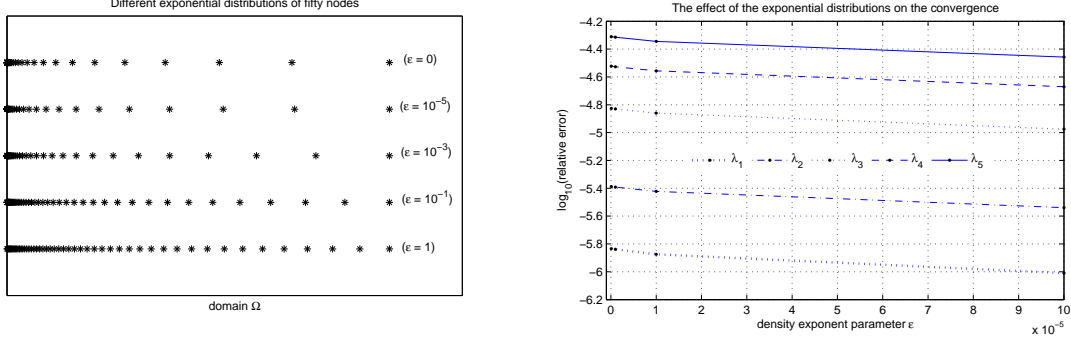 Different exponential distributions of fifty nodes
(ε = 0)
(ε = 10⁻⁵)
(ε = 10⁻³)
(ε = 10⁻¹)
(ε = 1)
domain Ω
The effect of the exponential distributions on the convergence
−4.2
−4.4
−4.6
−4.8
−5
−5.2
−5.4
−5.6
−5.8
−6
−6.2
log₁₀(relative error)
λ₁ λ₂ λ₃ λ₄ λ₅
0 1 2 3 4 5 6 7 8 9 10
density exponent parameter ε
x 10⁻⁵